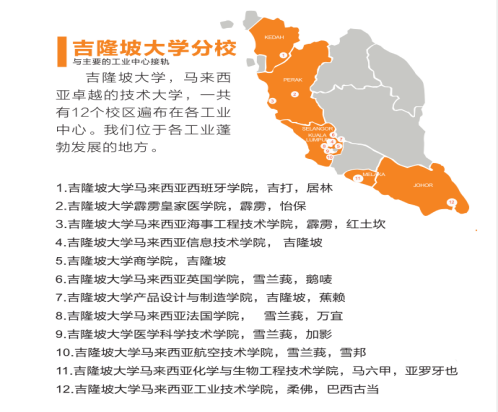 吉隆坡大学分校
与主要的工业中心接轨
吉隆坡大学，马来西
亚卓越的技术大学，一共
有12个校区遍布在各工业
中心。我们位于各工业蓬
勃发展的地方。
KEDAH
1
PERAK
2
3
SELANGOR
KUALA
LUMPUR
MELAKA
11
JOHOR
12
1.吉隆坡大学马来西亚西班牙学院，吉打，居林
2.吉隆坡大学霹雳皇家医学院，霹雳，怡保
3.吉隆坡大学马来西亚海事工程技术学院，霹雳，红土坎
4.吉隆坡大学马来西亚信息技术学院， 吉隆坡
5.吉隆坡大学商学院，吉隆坡
6.吉隆坡大学马来西亚英国学院，雪兰莪，鹅唛
7.吉隆坡大学产品设计与制造学院，吉隆坡，蕉赖
8.吉隆坡大学马来西亚法国学院， 雪兰莪，万宜
9.吉隆坡大学医学科学技术学院，雪兰莪，加影
10.吉隆坡大学马来西亚航空技术学院，雪兰莪，雪邦
11.吉隆坡大学马来西亚化学与生物工程技术学院，马六甲，亚罗牙也
12.吉隆坡大学马来西亚工业技术学院，柔佛，巴西古当